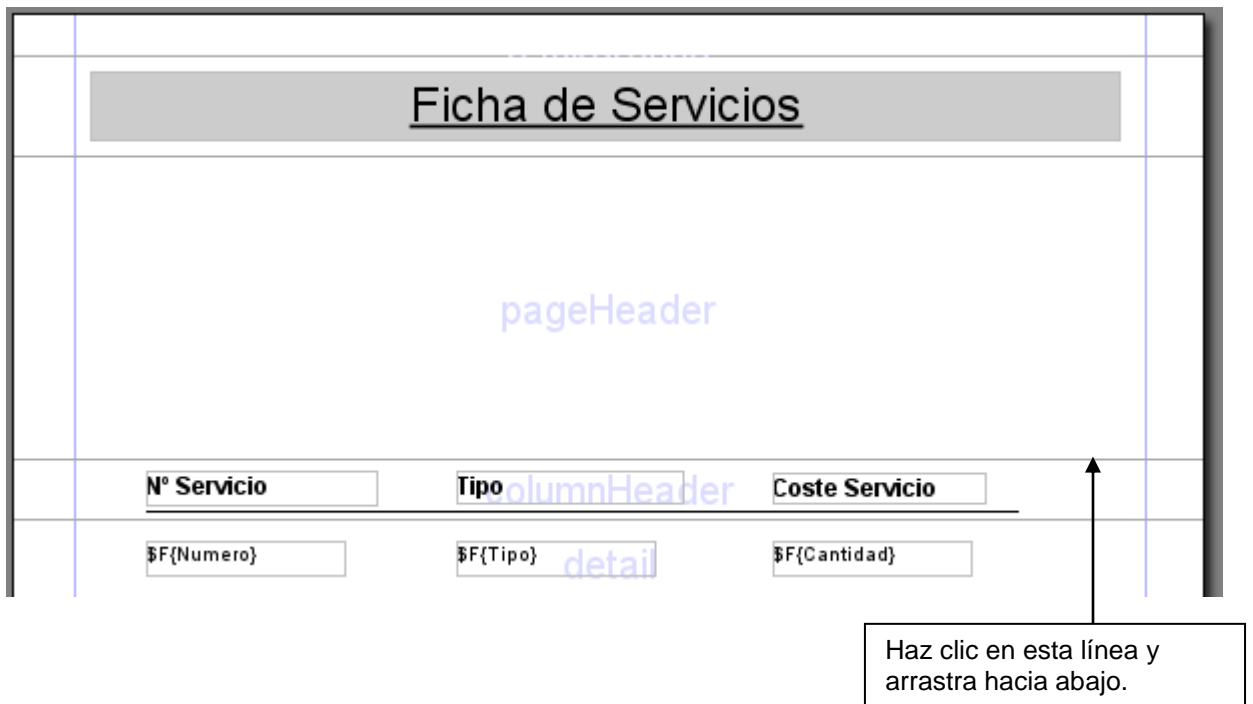 Ficha de Servicios
pageHeader
Nº Servicio Tipo columnHeader Coste Servicio
$F{Numero} $F{Tipo} detail $F{Cantidad}
Haz clic en esta línea y
arrastra hacia abajo.